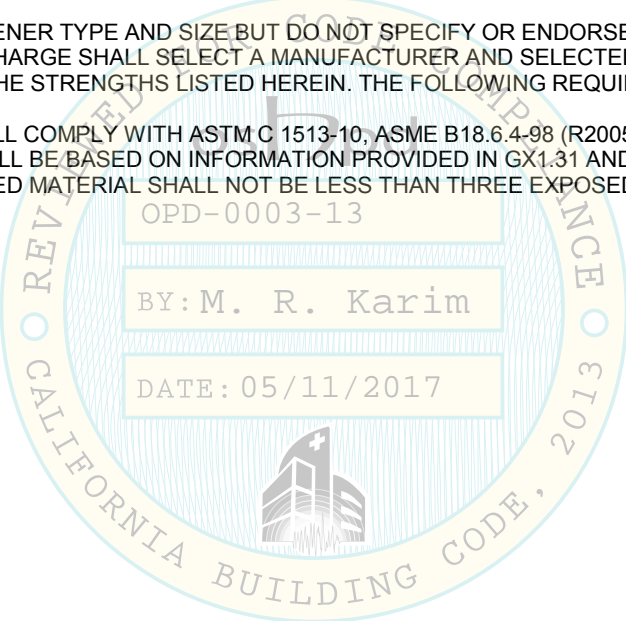 ENER TYPE AND SIZE BUT DO NOT SPECIFY OR ENDORSE
HARGE SHALL SELECT A MANUFACTURER AND SELECTE
HE STRENGTHS LISTED HEREIN. THE FOLLOWING REQUI
LL COMPLY WITH ASTM C 1513-10, ASME B18.6.4-98 (R2005
LL BE BASED ON INFORMATION PROVIDED IN GX1.31 AND
ED MATERIAL SHALL NOT BE LESS THAN THREE EXPOSED
REVIEWED FOR CODE COMPLIANCE
oshpd
OPD-0003-13
BY: M. R. Karim
DATE: 05/11/2017
CALIFORNIA BUILDING CODE, 2013